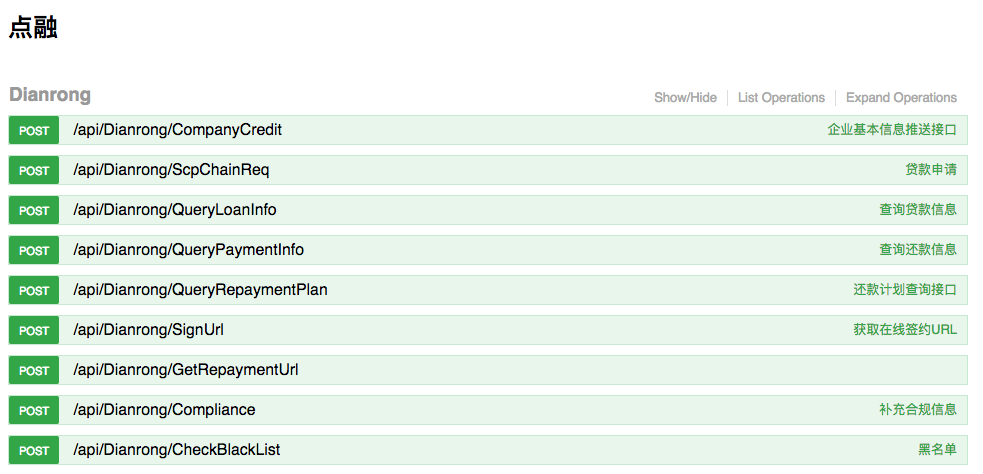 点融
Dianrong Show/Hide List Operations Expand Operations
POST /api/Dianrong/CompanyCredit 企业基本信息推送接口
POST /api/Dianrong/ScpChainReq 贷款申请
POST /api/Dianrong/QueryLoanInfo 查询贷款信息
POST /api/Dianrong/QueryPaymentInfo 查询还款信息
POST /api/Dianrong/QueryRepaymentPlan 还款计划查询接口
POST /api/Dianrong/SignUrl 获取在线签约URL
POST /api/Dianrong/GetRepaymentUrl
POST /api/Dianrong/Compliance 补充合规信息
POST /api/Dianrong/CheckBlackList 黑名单